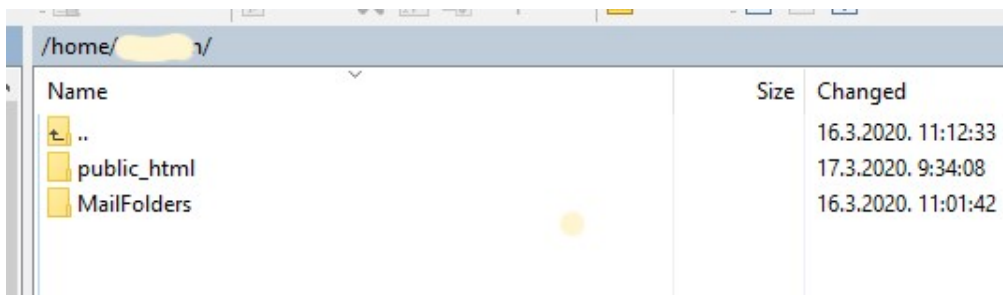 /home/ n/
Name Size Changed
.. 16.3.2020. 11:12:33
public_html 17.3.2020. 9:34:08
MailFolders 16.3.2020. 11:01:42